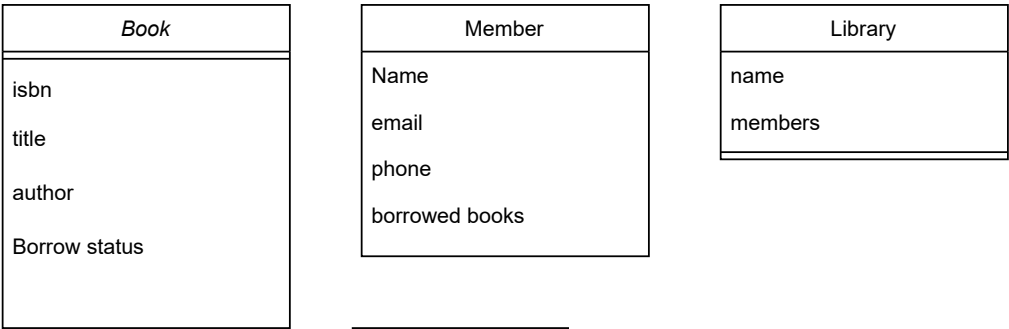 Book
isbn
title
author
Borrow status
Member
Name
email
phone
borrowed books
Library
name
members